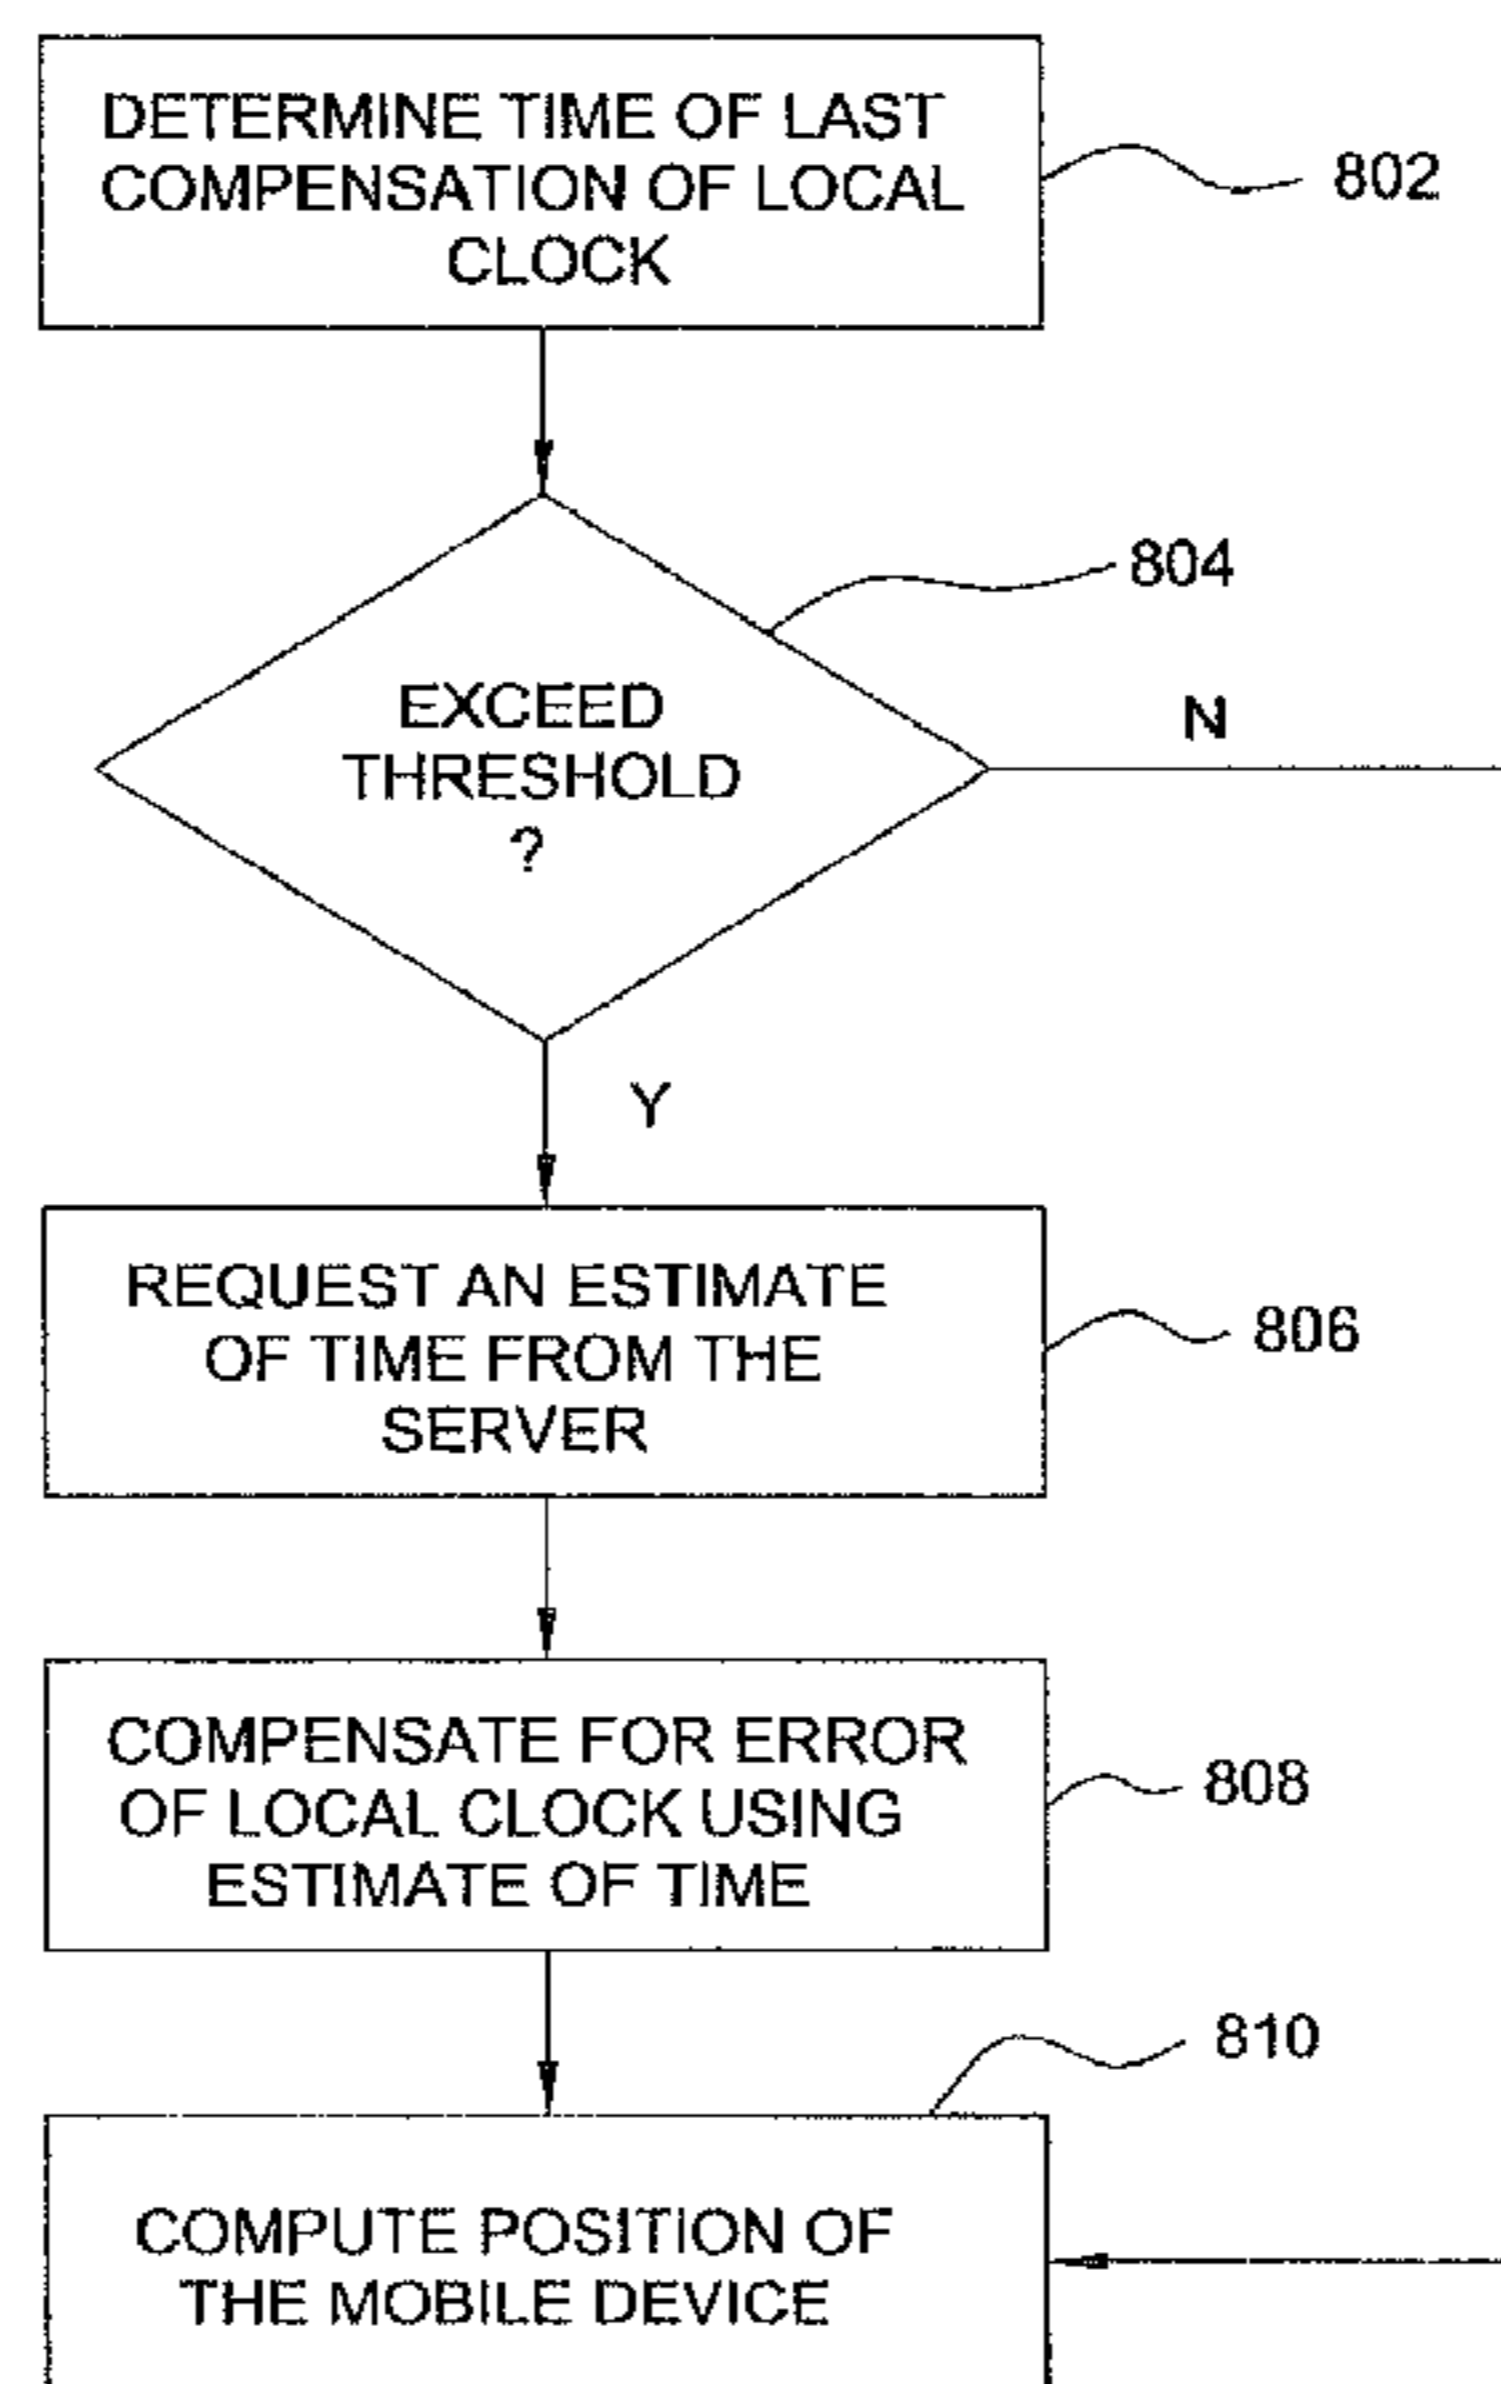 DETERMINE TIME OF LAST
COMPENSATION OF LOCAL
CLOCK
802
804
EXCEED
THRESHOLD
?
N
Y
REQUEST AN ESTIMATE
OF TIME FROM THE
SERVER
806
COMPENSATE FOR ERROR
OF LOCAL CLOCK USING
ESTIMATE OF TIME
808
810
COMPUTE POSITION OF
THE MOBILE DEVICE